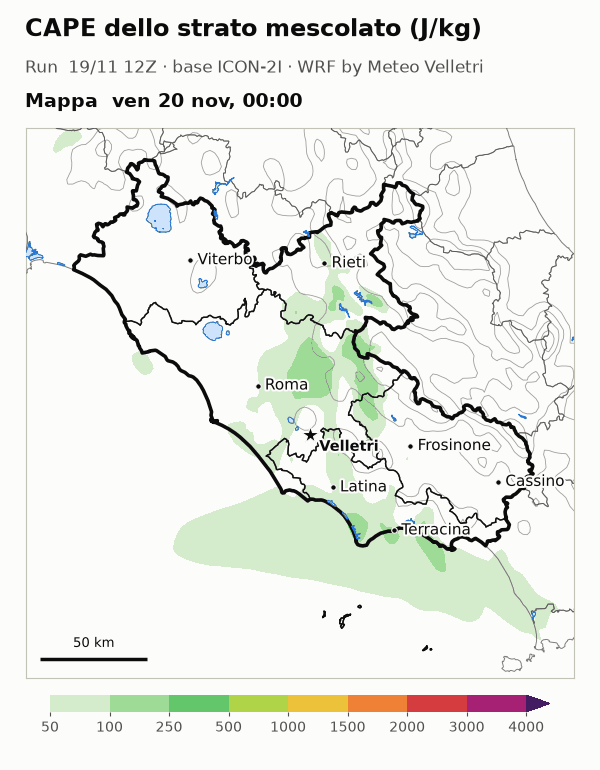 CAPE dello strato mescolato (J/kg)
Run 19/11 12Z · base ICON-2I · WRF by Meteo Velletri
Mappa ven 20 nov, 00:00
Viterbo
Rieti
Roma
Velletri
Frosinone
Latina
Cassino
Terracina
50 km
50 100 250 500 1000 1500 2000 3000 4000